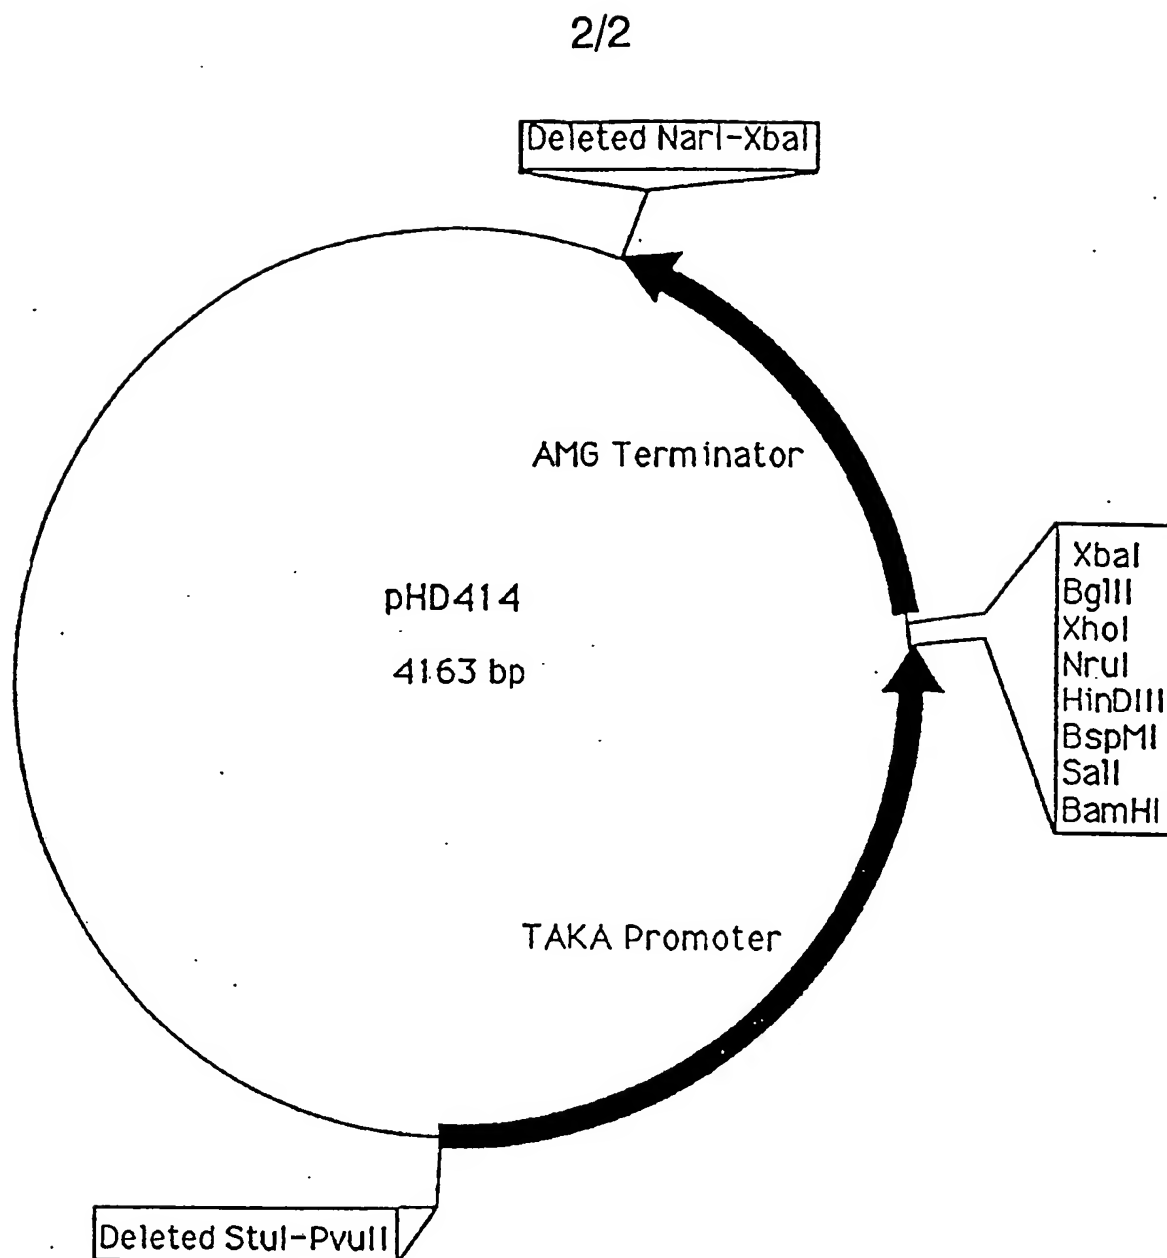 2/2
Deleted NarI-XbaI
AMG Terminator
pHD414
4163 bp
XbaI
BglII
XhoI
NruI
HinDIII
BspMI
SalI
BamHI
TAKA Promoter
Deleted StuI-PvuII